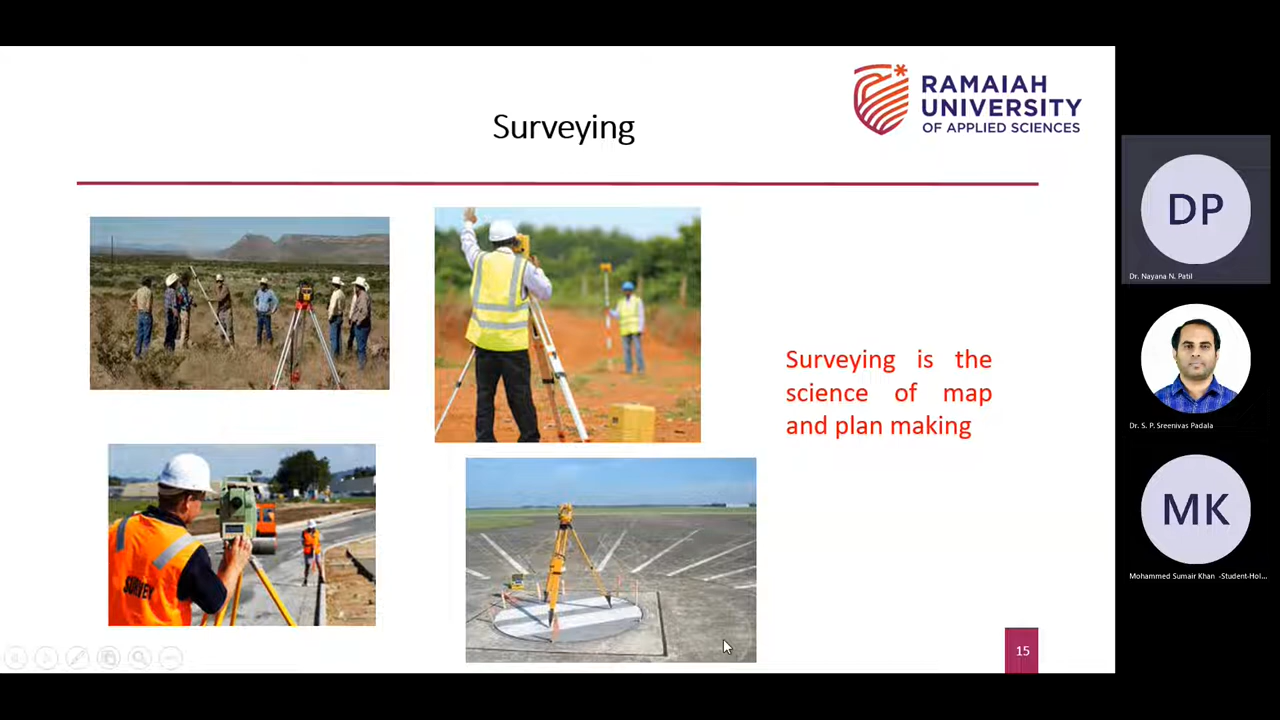 RAMAIAH
UNIVERSITY
OF APPLIED SCIENCES
Surveying
Surveying is the
science of map
and plan making
SURVEY
15
DP
Dr. Nayana N. Patil
Dr. S. P. Sreenivas Padala
MK
Mohammed Sumair Khan -Student-Hol...